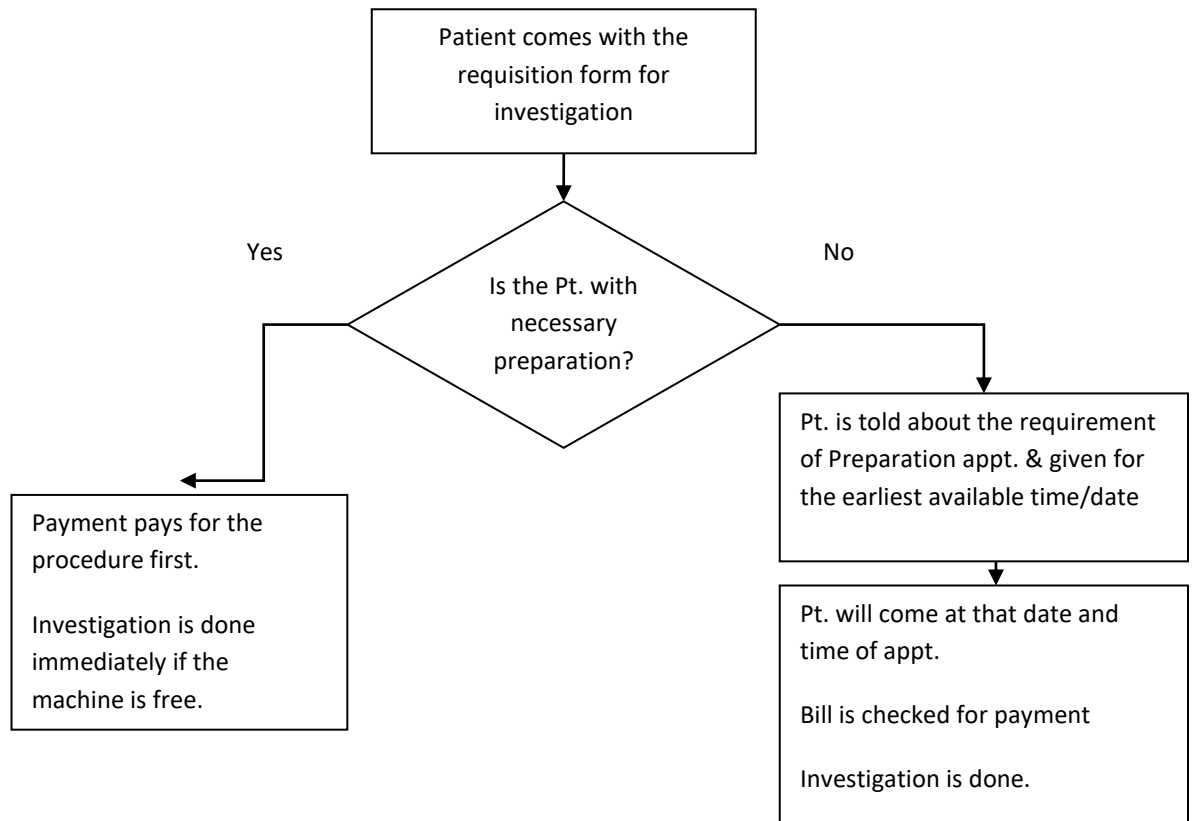 Patient comes with the
requisition form for
investigation
Yes
No
Is the Pt. with
necessary
preparation?
Pt. is told about the requirement
of Preparation appt. & given for
the earliest available time/date
Payment pays for the
procedure first.
Investigation is done
immediately if the
machine is free.
Pt. will come at that date and
time of appt.
Bill is checked for payment
Investigation is done.